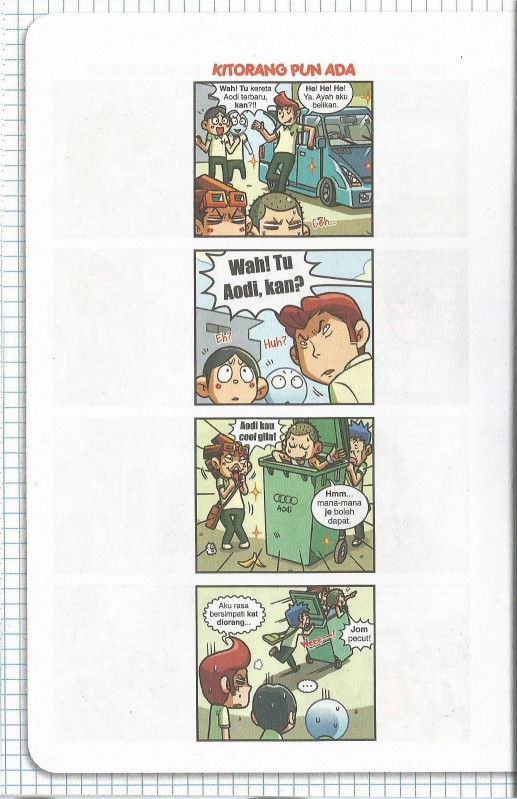 KITORANG PUN ADA
Wah! Tu kereta
Aodi terbaru,
kan?!!
He! He! He!
Ya. Ayah aku
belikan.
Ceh...
Wah! Tu
Aodi, kan?
Eh?
Huh?
Aodi kau
cool gila!
Aodi
Hmm...
mana-mana
je boleh
dapat.
Aku rasa
bersimpati kat
diorang...
Weee~~!
Jom
pecut!
...